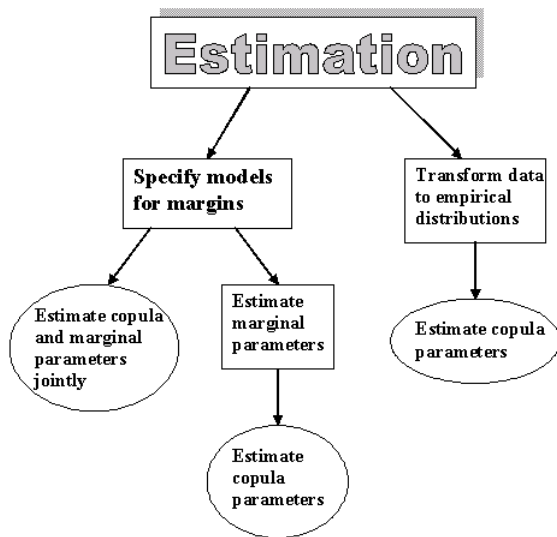 Estimation
Specify models
for margins
Transform data
to empirical
distributions
Estimate copula
and marginal
parameters
jointly
Estimate
marginal
parameters
Estimate copula
parameters
Estimate
copula
parameters